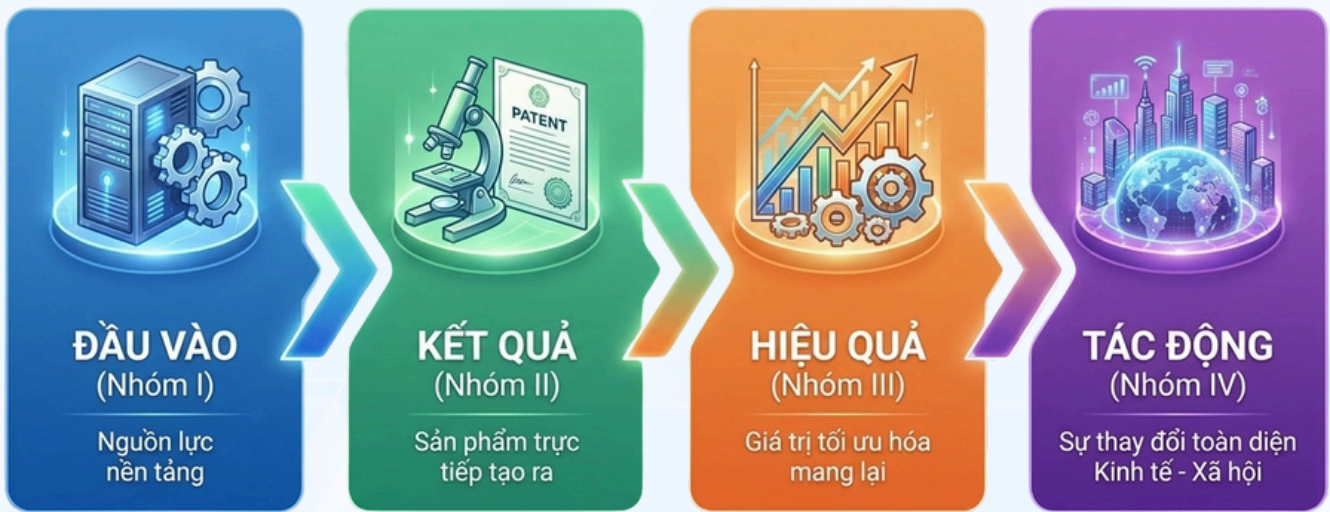 PATENT
ĐẦU VÀO
(Nhóm I)
Nguồn lực
nền tảng
KẾT QUẢ
(Nhóm II)
Sản phẩm trực
tiếp tạo ra
HIỆU QUẢ
(Nhóm III)
Giá trị tối ưu hóa
mang lại
TÁC ĐỘNG
(Nhóm IV)
Sự thay đổi toàn diện
Kinh tế - Xã hội